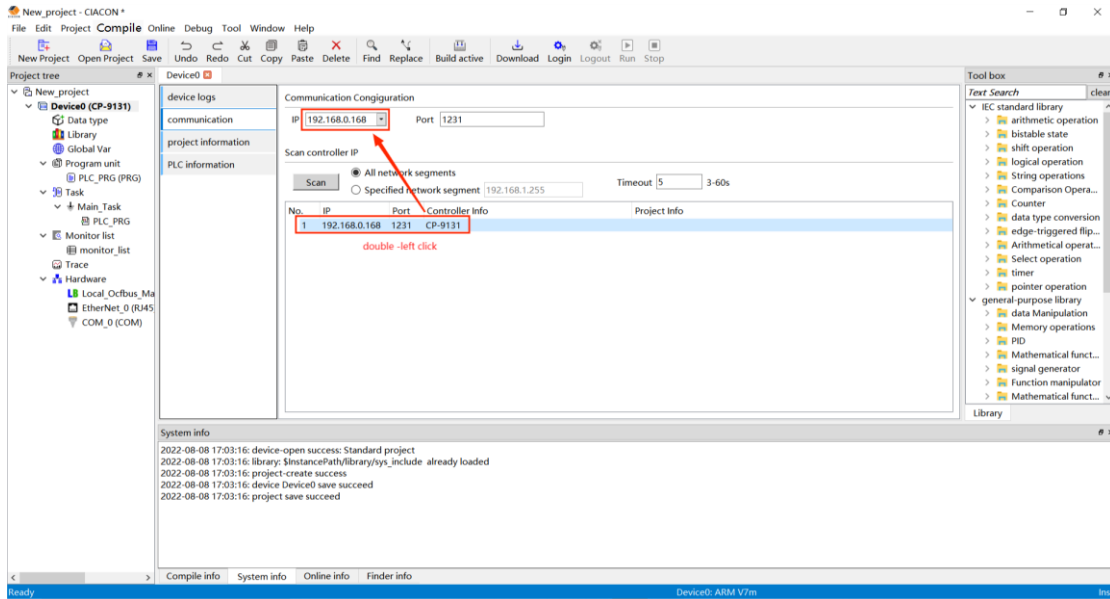 New_project - CIACON *
File Edit Project Compile Online Debug Tool Window Help
New Project Open Project Save Undo Redo Cut Copy Paste Delete Find Replace Build active Download Login Logout Run Stop
Project tree
New_project
Device0 (CP-9131)
Data type
Library
Global Var
Program unit
PLC_PRG (PRG)
Task
Main_Task
PLC_PRG
Monitor list
monitor_list
Trace
Hardware
Local_Ocfbus_Ma
EtherNet_0 (RJ45
COM_0 (COM)
Device0
device logs
communication
project information
PLC information
Communication Congiguration
IP 192.168.0.168 Port 1231
Scan controller IP
Scan
All network segments
Specified network segment 192.168.1.255
Timeout 5 3-60s
No. IP Port Controller Info Project Info
1 192.168.0.168 1231 CP-9131
double -left click
Tool box
Text Search clear
IEC standard library
arithmetic operation
bistable state
shift operation
logical operation
String operations
Comparison Opera...
Counter
data type conversion
edge-triggered flip...
Arithmetical operat...
Select operation
timer
pointer operation
general-purpose library
data Manipulation
Memory operations
PID
Mathematical funct...
signal generator
Function manipulator
Mathematical funct...
Library
System info
2022-08-08 17:03:16: device-open success: Standard project
2022-08-08 17:03:16: library: $InstancePath/library/sys_include already loaded
2022-08-08 17:03:16: project-create success
2022-08-08 17:03:16: device Device0 save succeed
2022-08-08 17:03:16: project save succeed
Compile info System info Online info Finder info
Ready Device0: ARM V7m Ins